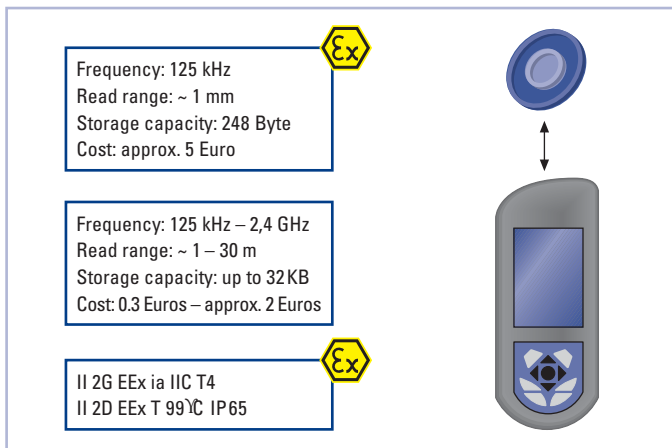 Frequency: 125 kHz
Read range: ~ 1 mm
Storage capacity: 248 Byte
Cost: approx. 5 Euro
Ex
Frequency: 125 kHz – 2,4 GHz
Read range: ~ 1 – 30 m
Storage capacity: up to 32 KB
Cost: 0.3 Euros – approx. 2 Euros
Ex
II 2G EEx ia IIC T4
II 2D EEx T 99°C IP65